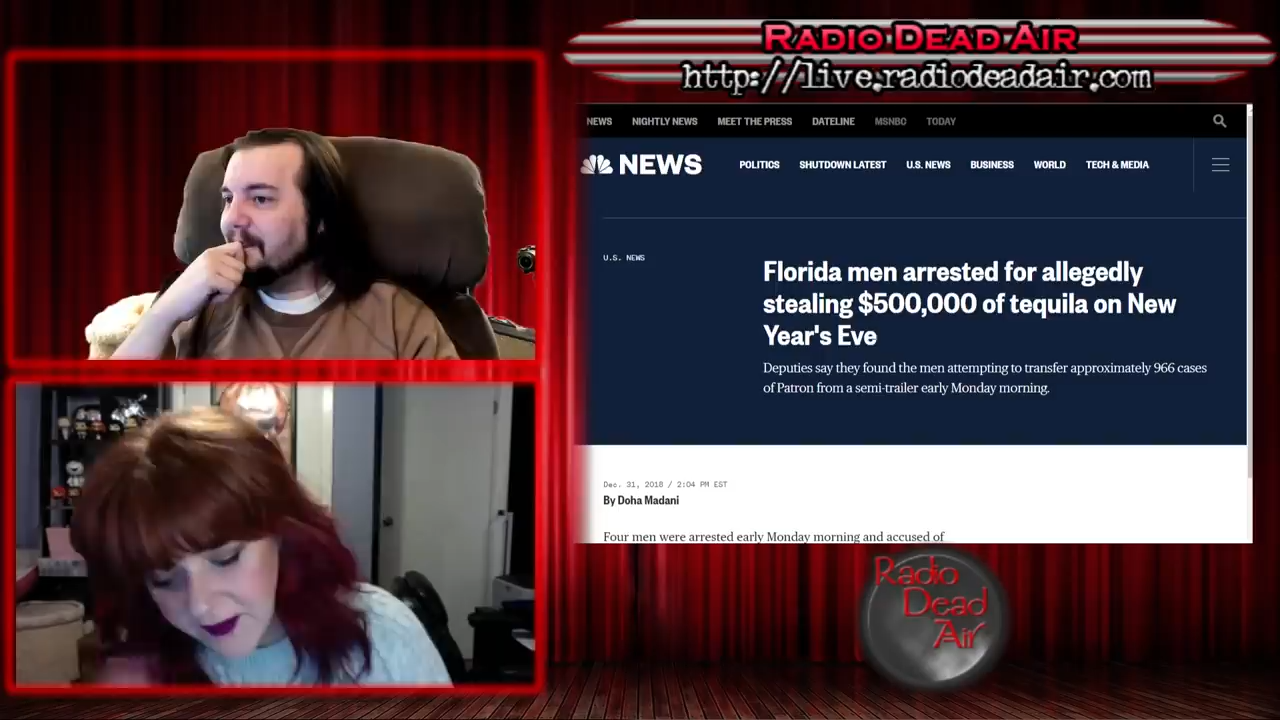 Radio Dead Air
http://live.radiodeadair.com
NEWS NIGHTLY NEWS MEET THE PRESS DATELINE MSNBC TODAY
NEWS POLITICS SHUTDOWN LATEST U.S. NEWS BUSINESS WORLD TECH & MEDIA
U.S. NEWS
Florida men arrested for allegedly
stealing $500,000 of tequila on New
Year's Eve
Deputies say they found the men attempting to transfer approximately 966 cases
of Patron from a semi-trailer early Monday morning.
Dec. 31, 2018 / 2:04 PM EST
By Doha Madani
Four men were arrested early Monday morning and accused of
Radio
Dead
Air